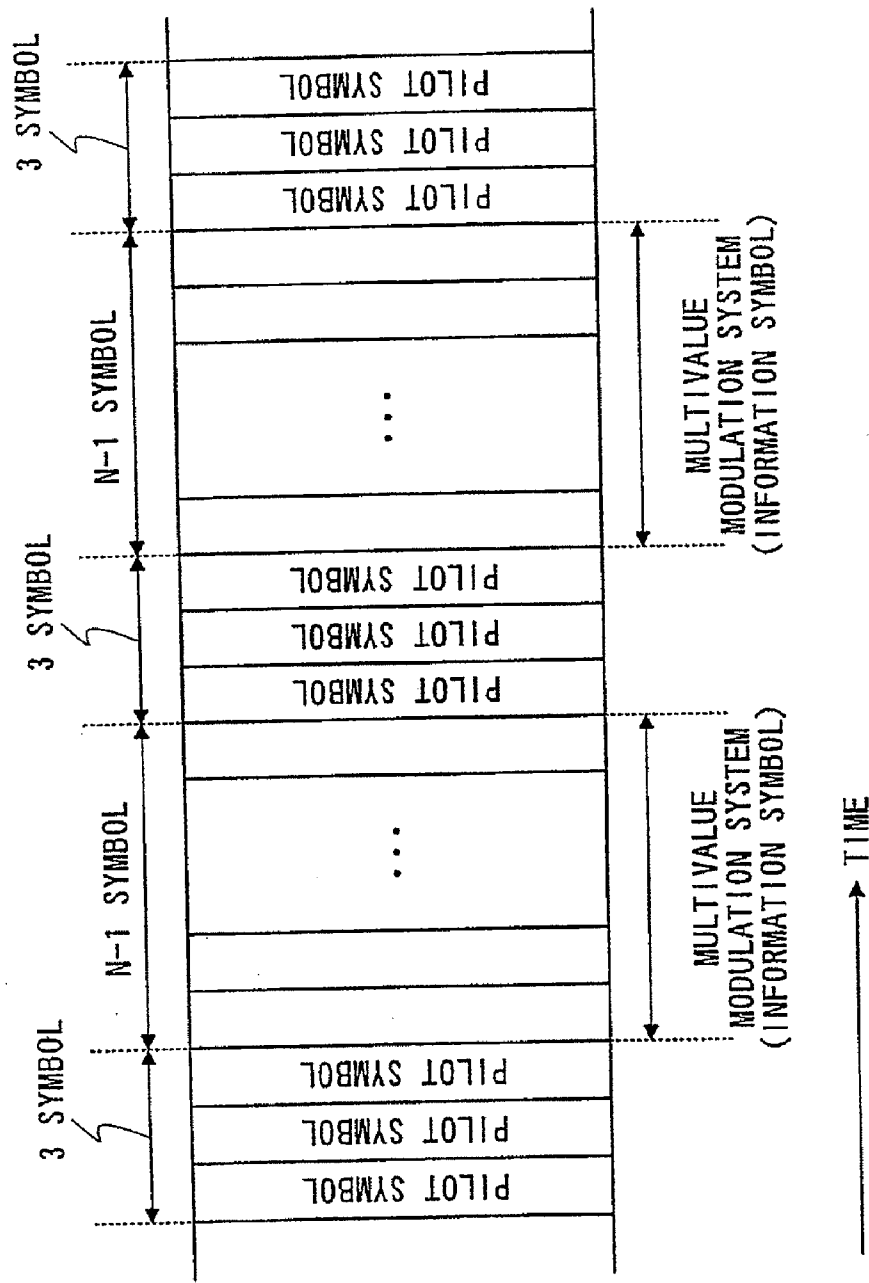 3 SYMBOL
N-1 SYMBOL
3 SYMBOL
N-1 SYMBOL
3 SYMBOL
PILOT SYMBOL
PILOT SYMBOL
PILOT SYMBOL
...
PILOT SYMBOL
PILOT SYMBOL
PILOT SYMBOL
...
PILOT SYMBOL
PILOT SYMBOL
PILOT SYMBOL
MULTIVALUE
MODULATION SYSTEM
(INFORMATION SYMBOL)
MULTIVALUE
MODULATION SYSTEM
(INFORMATION SYMBOL)
TIME